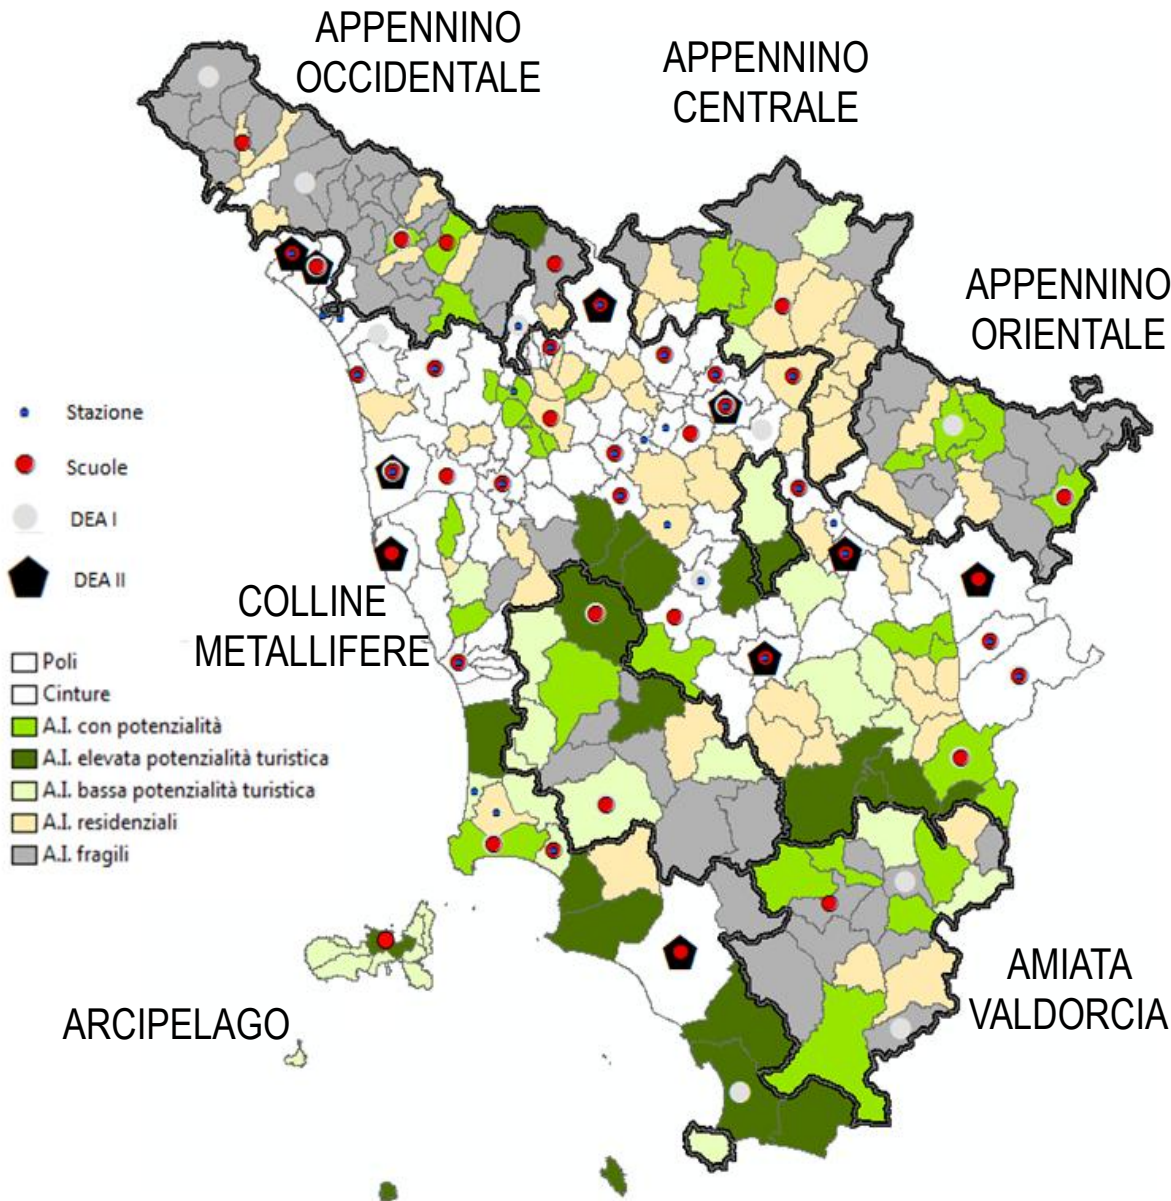 APPENNINO
OCCIDENTALE
APPENNINO
CENTRALE
APPENNINO
ORIENTALE
Stazione
Scuole
DEA I
DEA II
COLLINE
METALLIFERE
Poli
Cinture
A.I. con potenzialità
A.I. elevata potenzialità turistica
A.I. bassa potenzialità turistica
A.I. residenziali
A.I. fragili
ARCIPELAGO
AMIATA
VALDORCIA